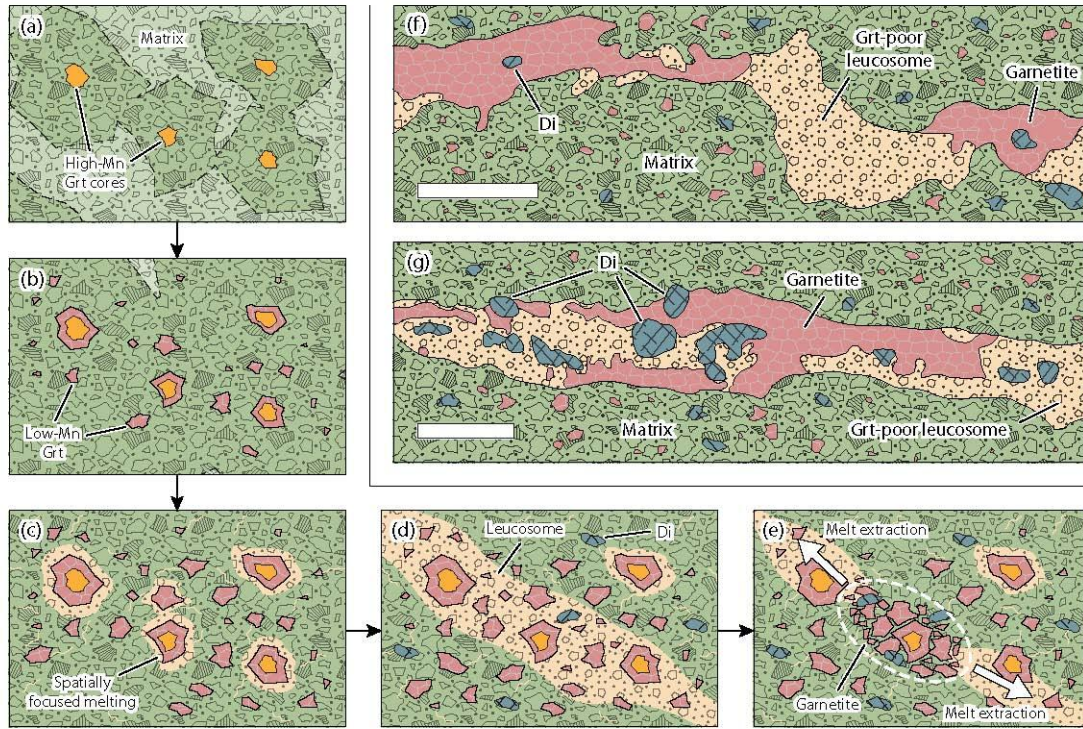 (a)
Matrix
High-Mn
Grt cores
(b)
Low-Mn
Grt
(c)
Spatially
focused melting
(d)
Leucosome
Di
(e)
Melt extraction
Garnetite
Melt extraction
(f)
Grt-poor
leucosome
Garnetite
Di
Matrix
(g)
Di
Garnetite
Matrix
Grt-poor leucosome